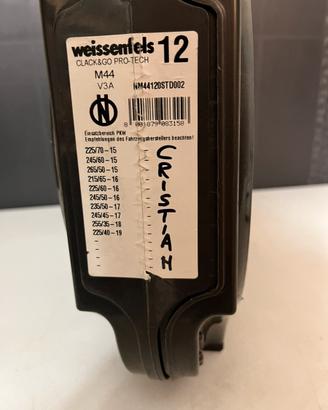 weissenfels 12
CLACK&GO PRO-TECH
M44
V3A NM44120STD002
N
8 001879 083158
Einsatzbereich PKW
Empfehlungen des Fahrzeugherstellers beachten!
225/70 - 15
245/60 - 15
265/50 - 15
215/65 - 16
225/60 - 16
245/50 - 16
235/50 - 17
245/45 - 17
255/35 - 18
225/40 - 19
CRISTIAN